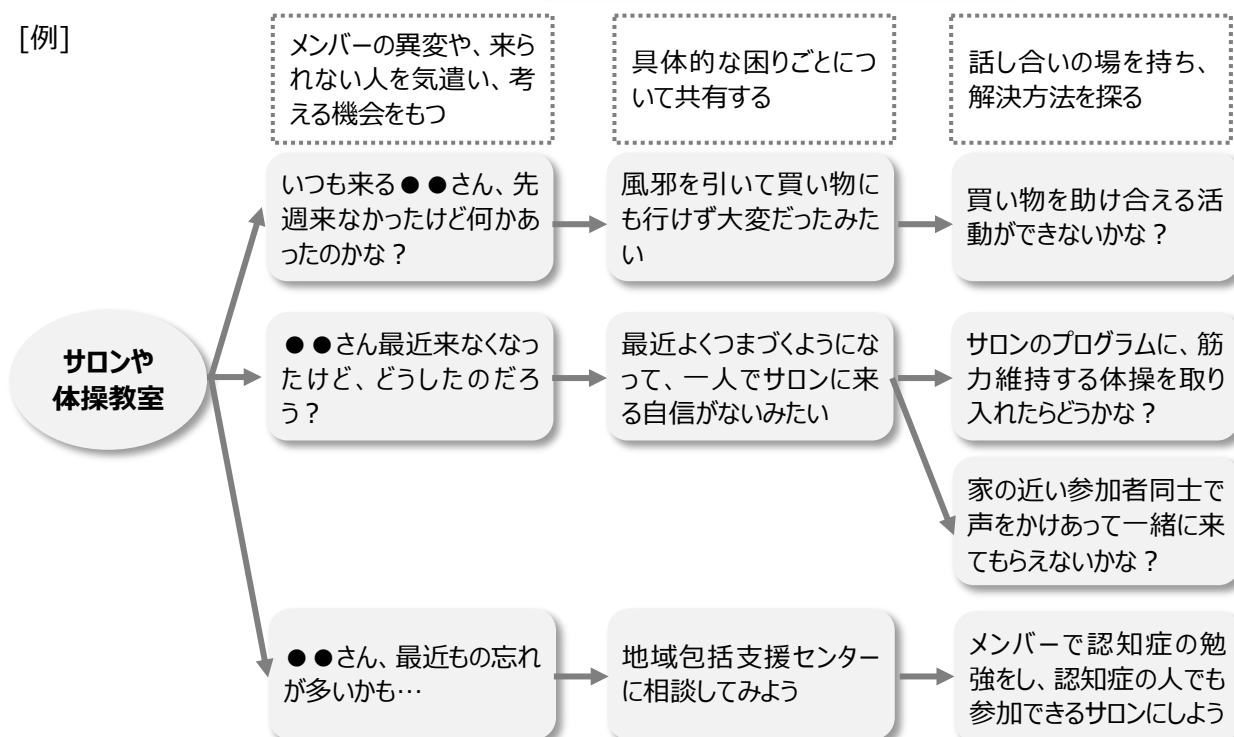 [例]
メンバーの異変や、来ら
れない人を気遣い、考
える機会をもつ
具体的な困りごとにつ
いて共有する
話し合いの場を持ち、
解決方法を探る
いつも来る●●さん、先
週来なかったけど何かあ
ったのかな？
風邪を引いて買い物に
も行けず大変だったみた
い
買い物を助け合える活
動ができないかな？
サロンや
体操教室
●●さん最近来なくなっ
たけど、どうしたのだろ
う？
最近よくつまづくようにな
って、一人でサロンに来
る自信がないみたい
サロンのプログラムに、筋
力維持する体操を取り
入れたらどうかな？
家の近い参加者同士で
声をかけあって一緒に来
てもらえないかな？
●●さん、最近もの忘れ
が多いかも…
地域包括支援センター
に相談してみよう
メンバーで認知症の勉
強をし、認知症の人でも
参加できるサロンにしよう